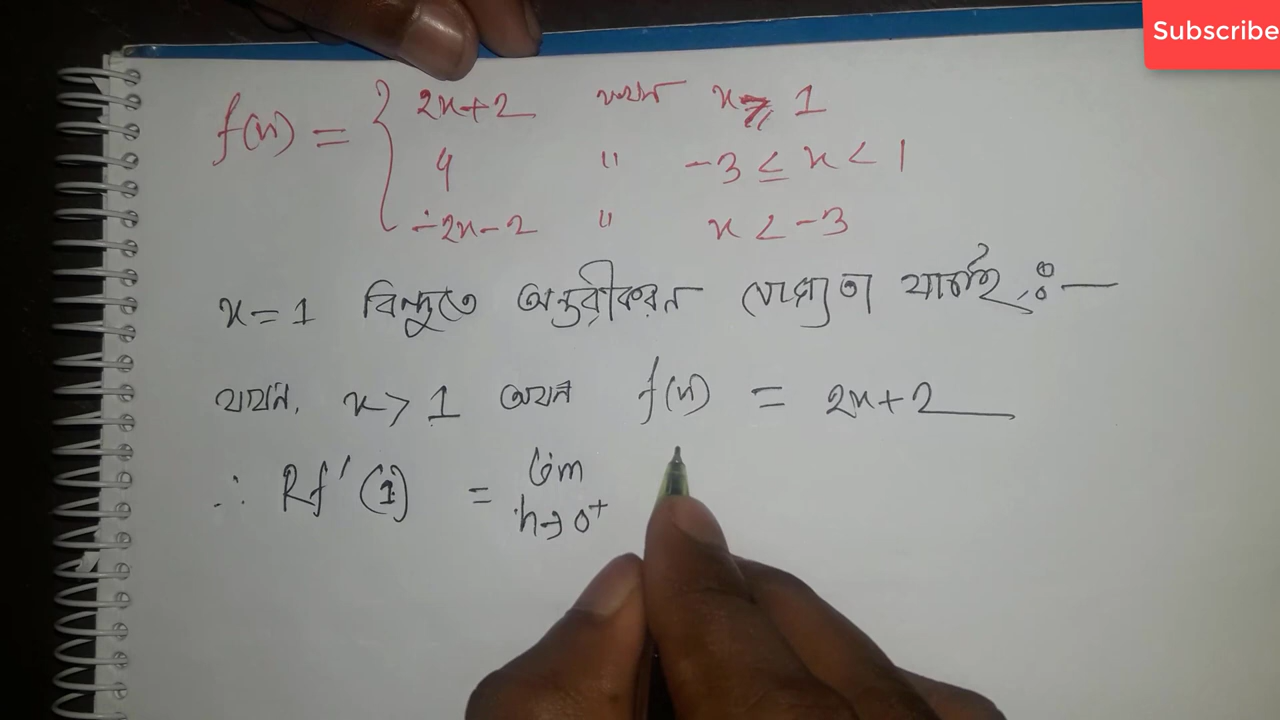 Subscribe
f(x) = { 2x+2 যখন x ≥ 1
4 " -3 ≤ x < 1
-2x-2 " x < -3
x=1 বিন্দুতে অন্তরীকরন যোগ্যতা যাচাই :-
যখন, x > 1 তখন f(x) = 2x+2
∴ Rf'(1) = lim h→0⁺